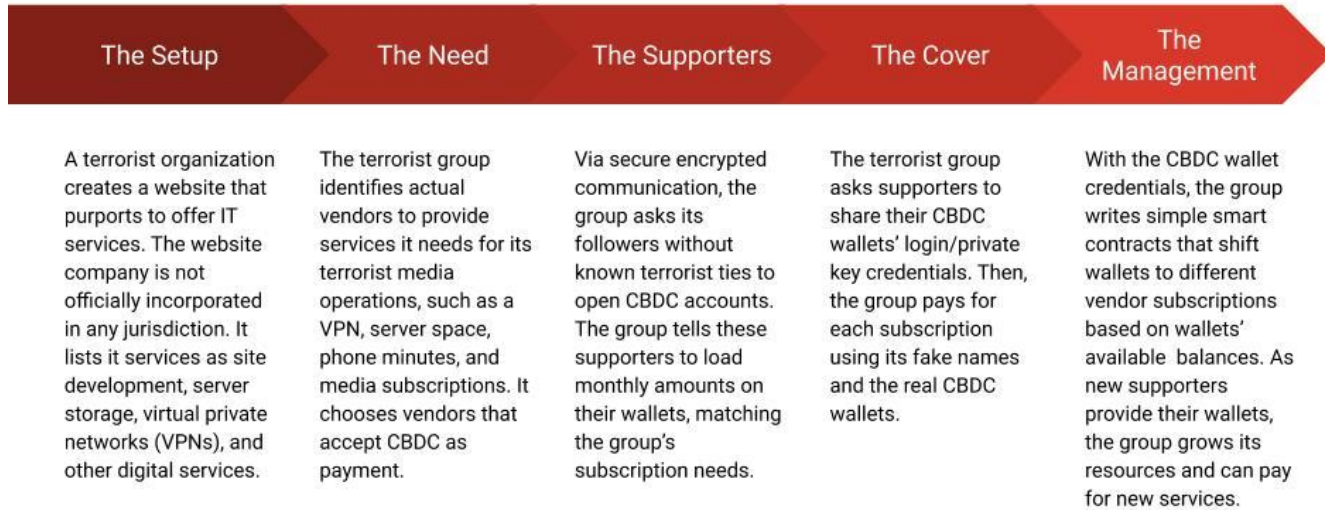 The Setup
The Need
The Supporters
The Cover
The
Management
A terrorist organization
creates a website that
purports to offer IT
services. The website
company is not
officially incorporated
in any jurisdiction. It
lists it services as site
development, server
storage, virtual private
networks (VPNs), and
other digital services.
The terrorist group
identifies actual
vendors to provide
services it needs for its
terrorist media
operations, such as a
VPN, server space,
phone minutes, and
media subscriptions. It
chooses vendors that
accept CBDC as
payment.
Via secure encrypted
communication, the
group asks its
followers without
known terrorist ties to
open CBDC accounts.
The group tells these
supporters to load
monthly amounts on
their wallets, matching
the group’s
subscription needs.
The terrorist group
asks supporters to
share their CBDC
wallets’ login/private
key credentials. Then,
the group pays for
each subscription
using its fake names
and the real CBDC
wallets.
With the CBDC wallet
credentials, the group
writes simple smart
contracts that shift
wallets to different
vendor subscriptions
based on wallets’
available balances. As
new supporters
provide their wallets,
the group grows its
resources and can pay
for new services.